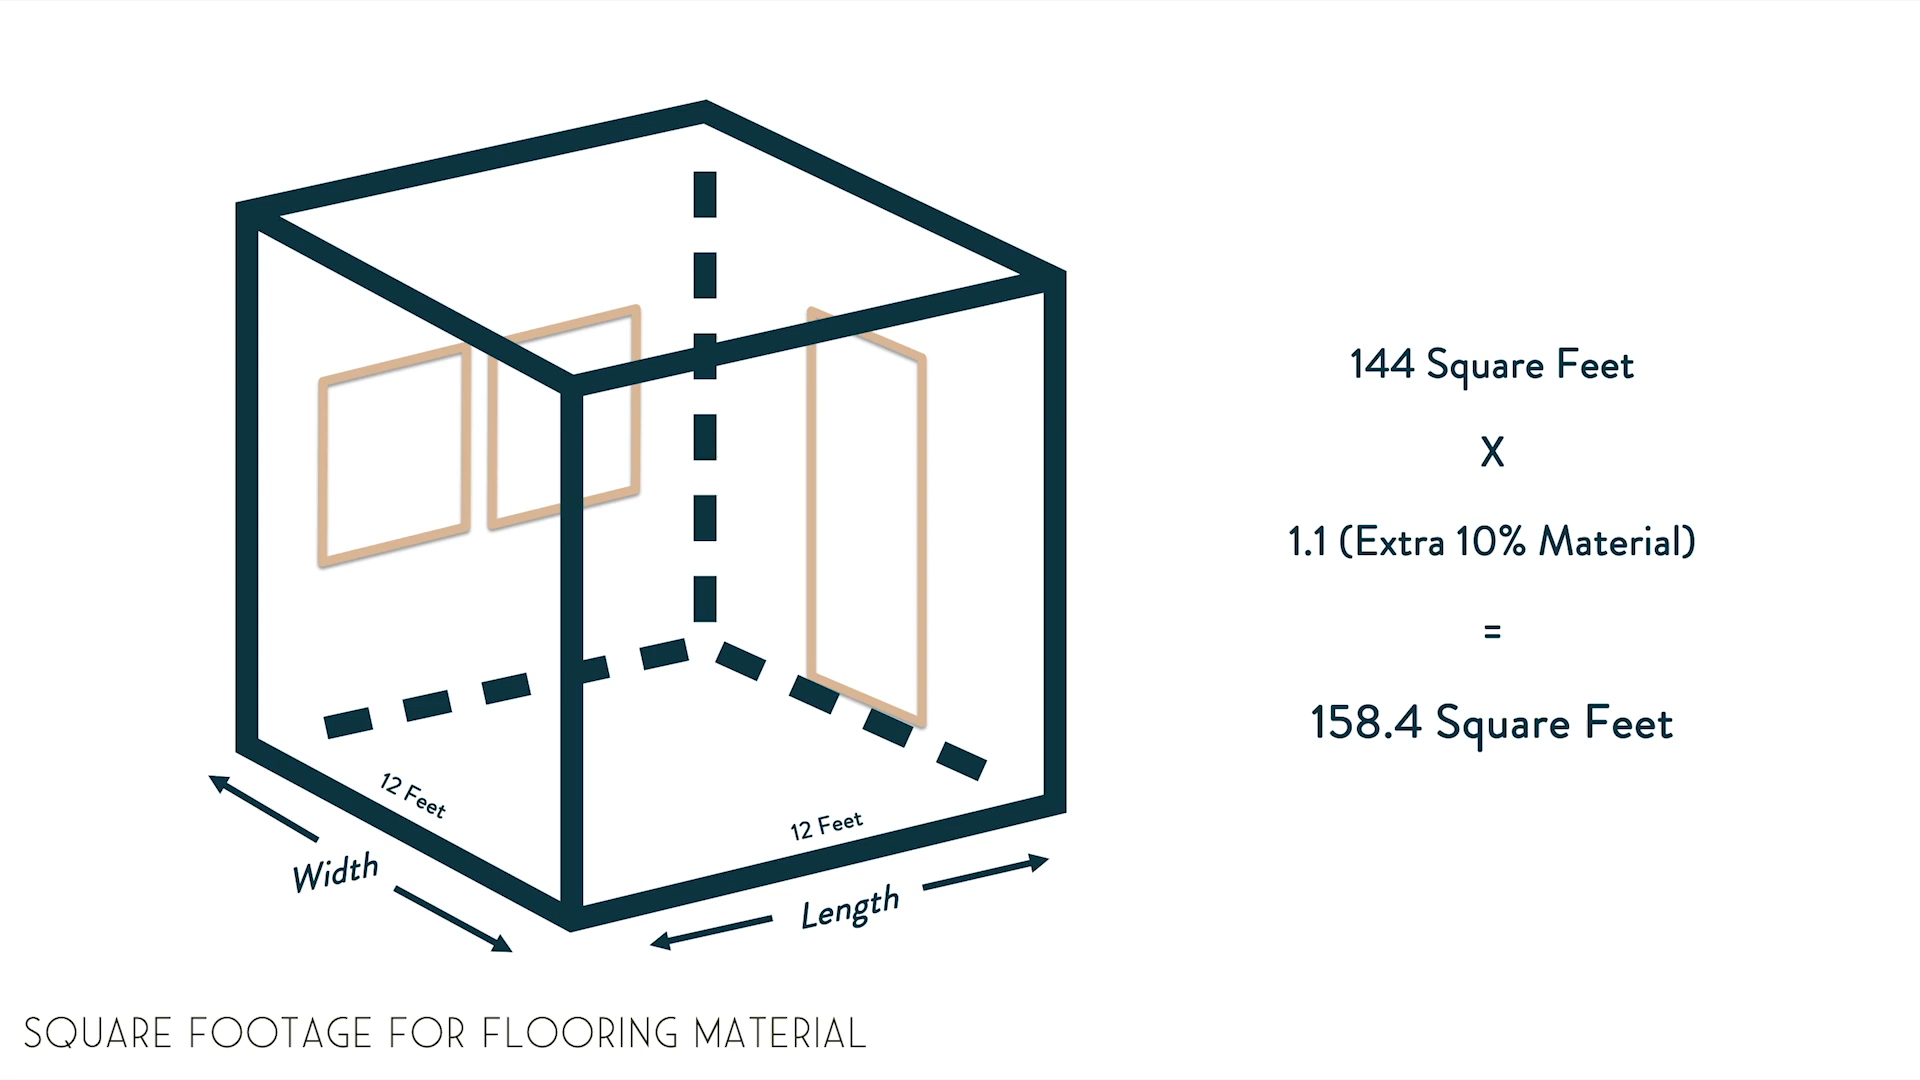 144 Square Feet
X
1.1 (Extra 10% Material)
=
158.4 Square Feet
12 Feet
12 Feet
Width
Length
SQUARE FOOTAGE FOR FLOORING MATERIAL